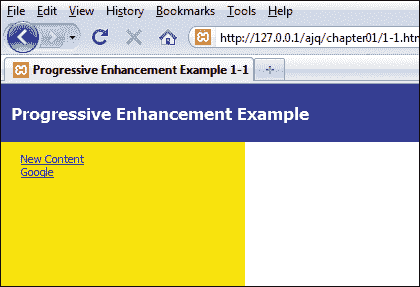 File Edit View History Bookmarks Tools Help
http://127.0.0.1/ajq/chapter01/1-1.htm
Progressive Enhancement Example 1-1
Progressive Enhancement Example
New Content
Google